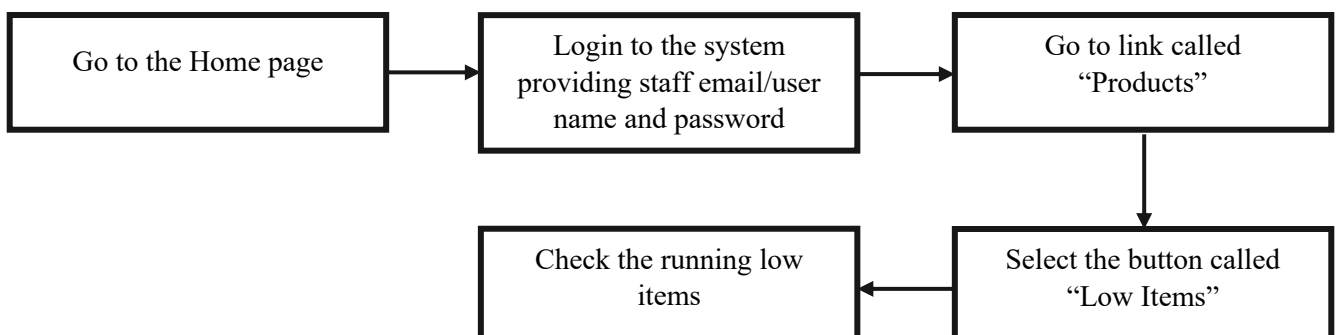 Go to the Home page
Login to the system
providing staff email/user
name and password
Go to link called
“Products”
Select the button called
“Low Items”
Check the running low
items